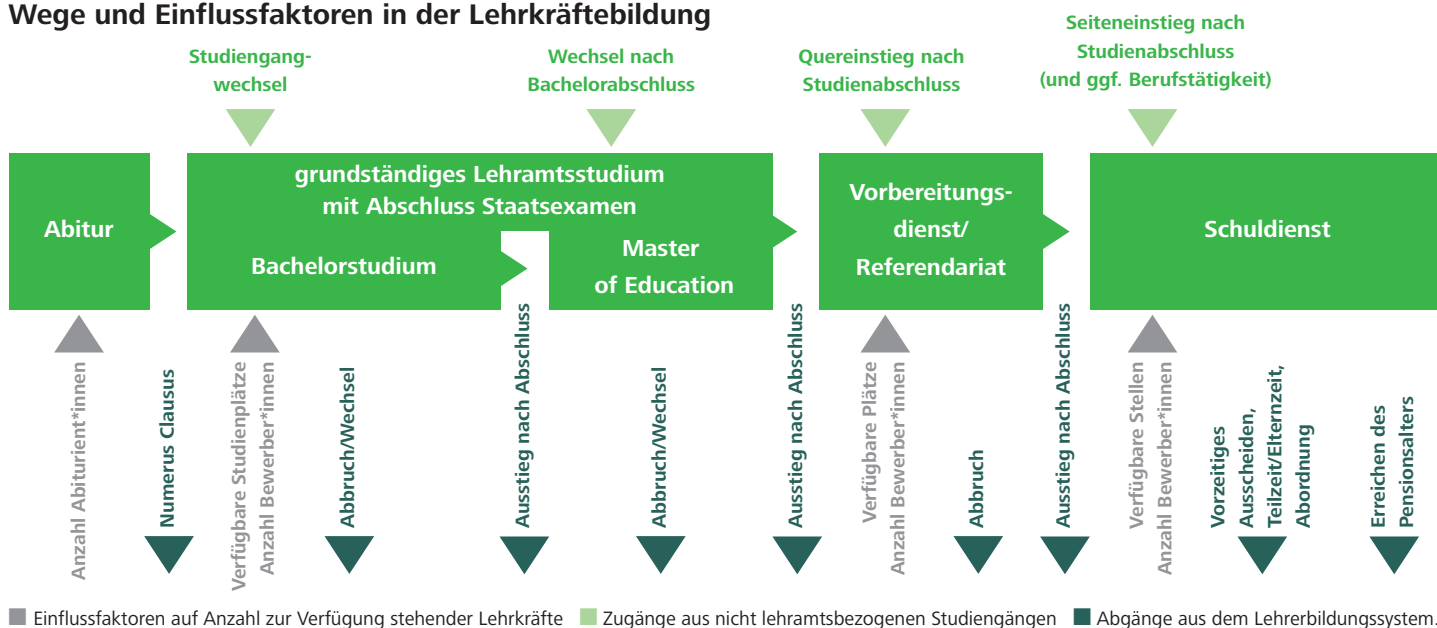 Wege und Einflussfaktoren in der Lehrkräftebildung
Studiengang-
wechsel
Wechsel nach
Bachelorabschluss
Quereinstieg nach
Studienabschluss
Seiteneinstieg nach
Studienabschluss
(und ggf. Berufstätigkeit)
Abitur
grundständiges Lehramtsstudium
mit Abschluss Staatsexamen
Bachelorstudium
Master
of Education
Vorbereitungs-
dienst/
Referendariat
Schuldienst
Anzahl Abiturient*innen
Numerus Clausus
Verfügbare Studienplätze
Anzahl Bewerber*innen
Abbruch/Wechsel
Ausstieg nach Abschluss
Abbruch/Wechsel
Ausstieg nach Abschluss
Verfügbare Plätze
Anzahl Bewerber*innen
Abbruch
Ausstieg nach Abschluss
Verfügbare Stellen
Anzahl Bewerber*innen
Vorzeitiges
Ausscheiden,
Teilzeit/Elternzeit,
Abordnung
Erreichen des
Pensionsalters
Einflussfaktoren auf Anzahl zur Verfügung stehender Lehrkräfte
Zugänge aus nicht lehramtsbezogenen Studiengängen
Abgänge aus dem Lehrerbildungssystem.